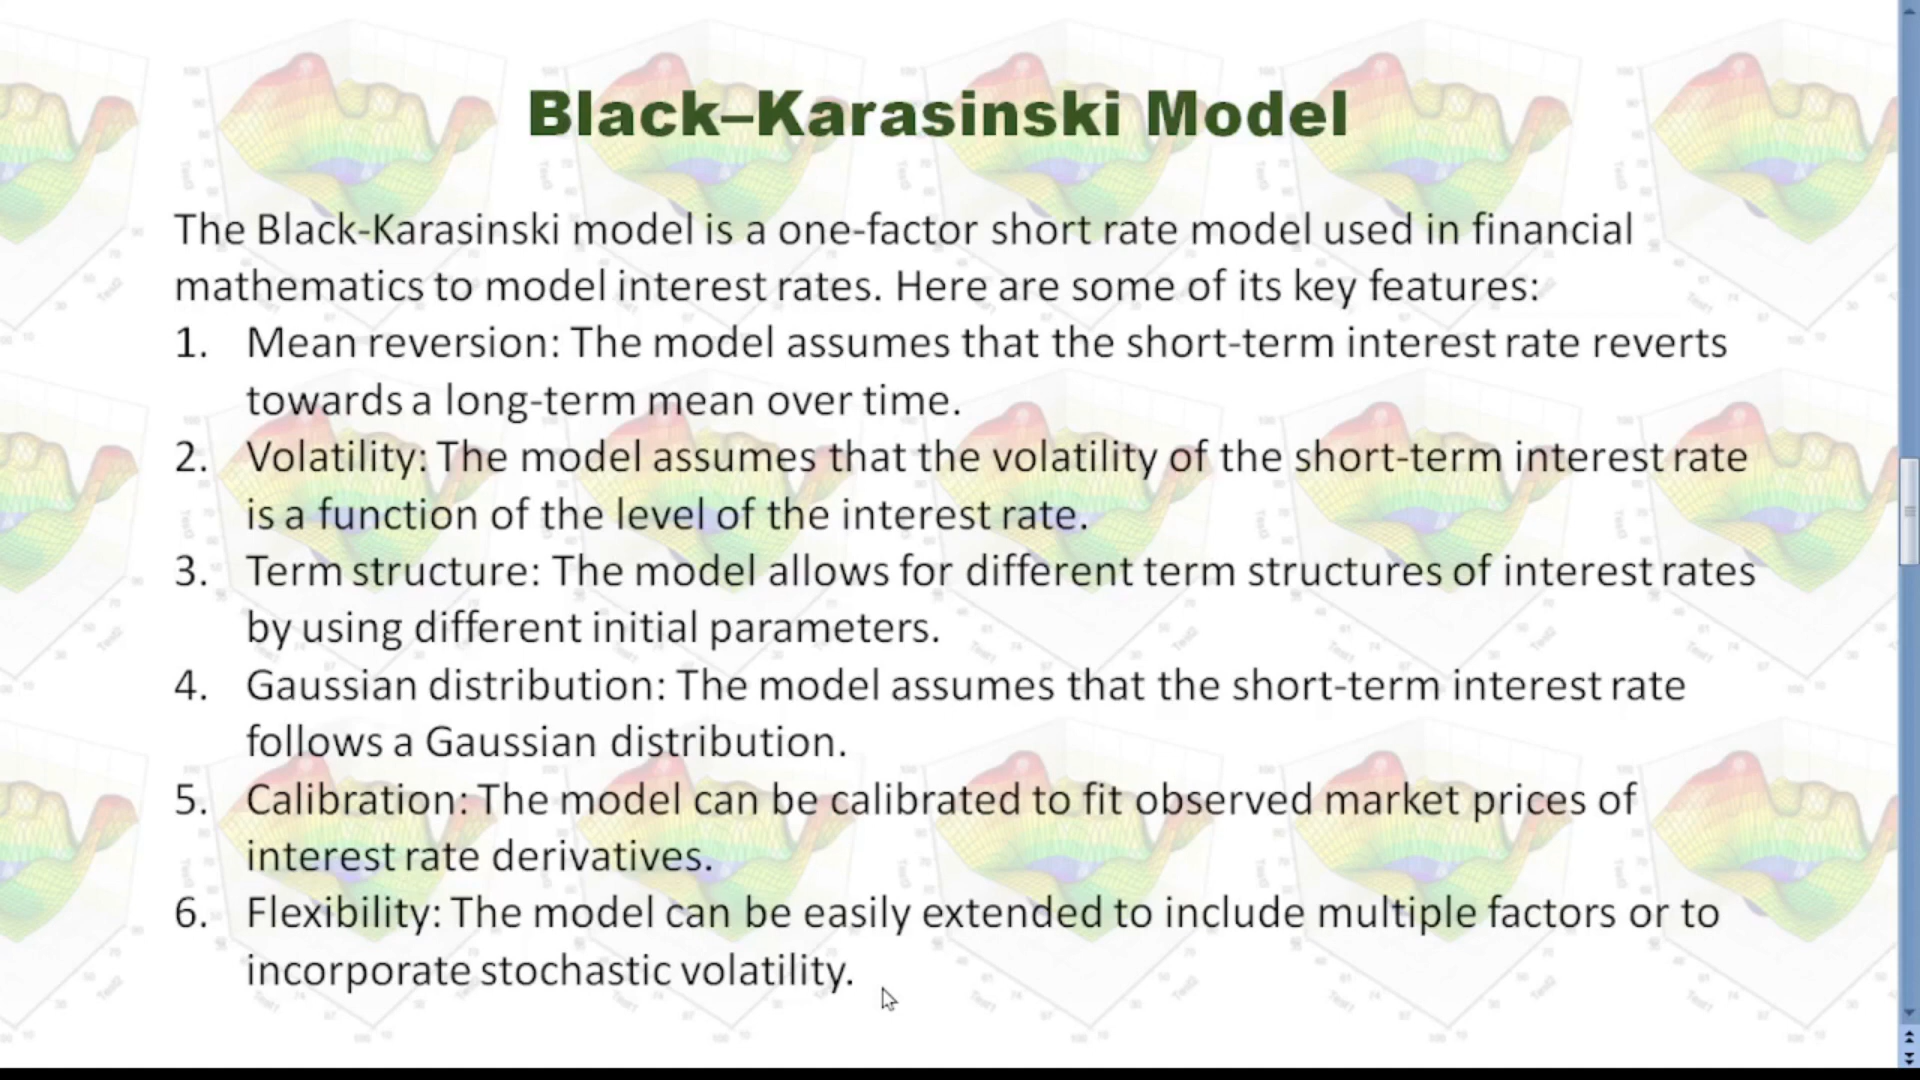 Black–Karasinski Model
The Black-Karasinski model is a one-factor short rate model used in financial
mathematics to model interest rates. Here are some of its key features:
1. Mean reversion: The model assumes that the short-term interest rate reverts
towards a long-term mean over time.
2. Volatility: The model assumes that the volatility of the short-term interest rate
is a function of the level of the interest rate.
3. Term structure: The model allows for different term structures of interest rates
by using different initial parameters.
4. Gaussian distribution: The model assumes that the short-term interest rate
follows a Gaussian distribution.
5. Calibration: The model can be calibrated to fit observed market prices of
interest rate derivatives.
6. Flexibility: The model can be easily extended to include multiple factors or to
incorporate stochastic volatility.